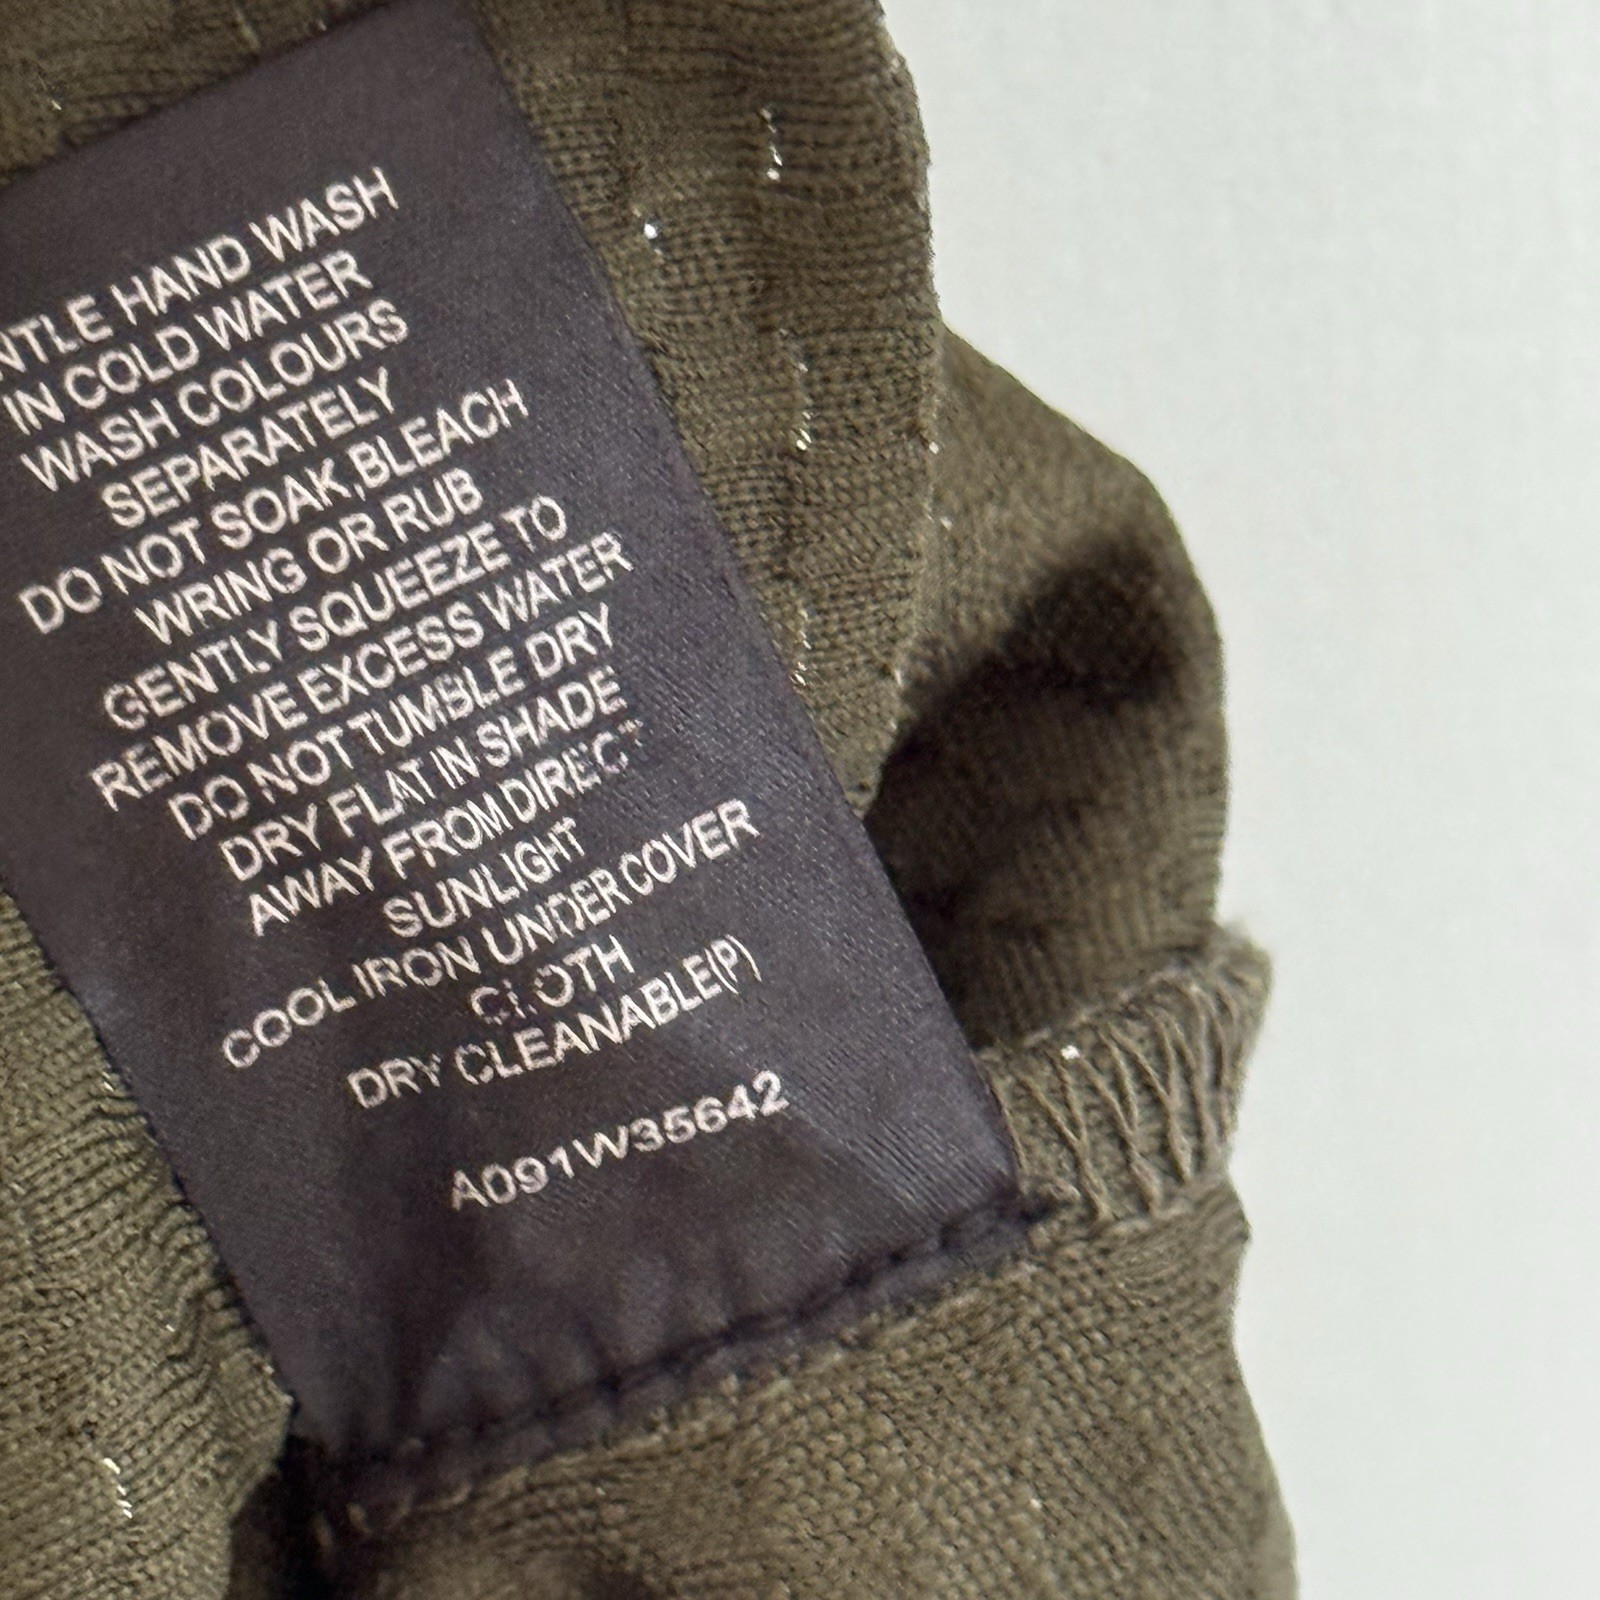 NTLE HAND WASH
IN COLD WATER
WASH COLOURS
SEPARATELY
DO NOT SOAK,BLEACH
WRING OR RUB
GENTLY SQUEEZE TO
REMOVE EXCESS WATER
DO NOT TUMBLE DRY
DRY FLAT IN SHADE
AWAY FROM DIRECT
SUNLIGHT
COOL IRON UNDER COVER
CLOTH
DRY CLEANABLE(P)
A091W35642